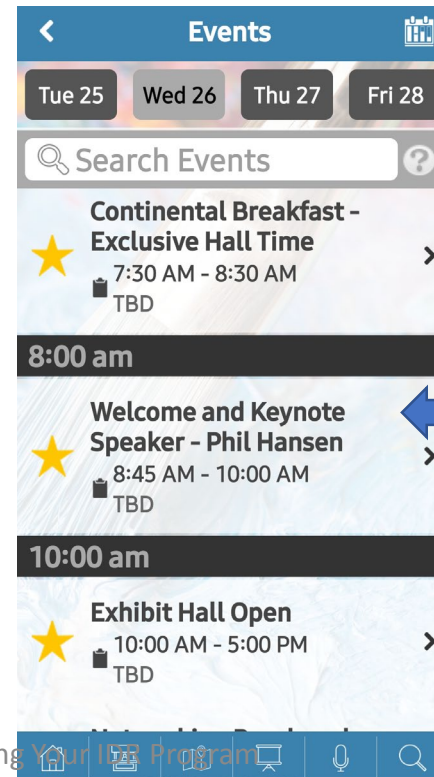 Events
Tue 25 Wed 26 Thu 27 Fri 28
Search Events ?
Continental Breakfast -
Exclusive Hall Time
7:30 AM - 8:30 AM
TBD
8:00 am
Welcome and Keynote
Speaker - Phil Hansen
8:45 AM - 10:00 AM
TBD
10:00 am
Exhibit Hall Open
10:00 AM - 5:00 PM
TBD
Your IDR Program